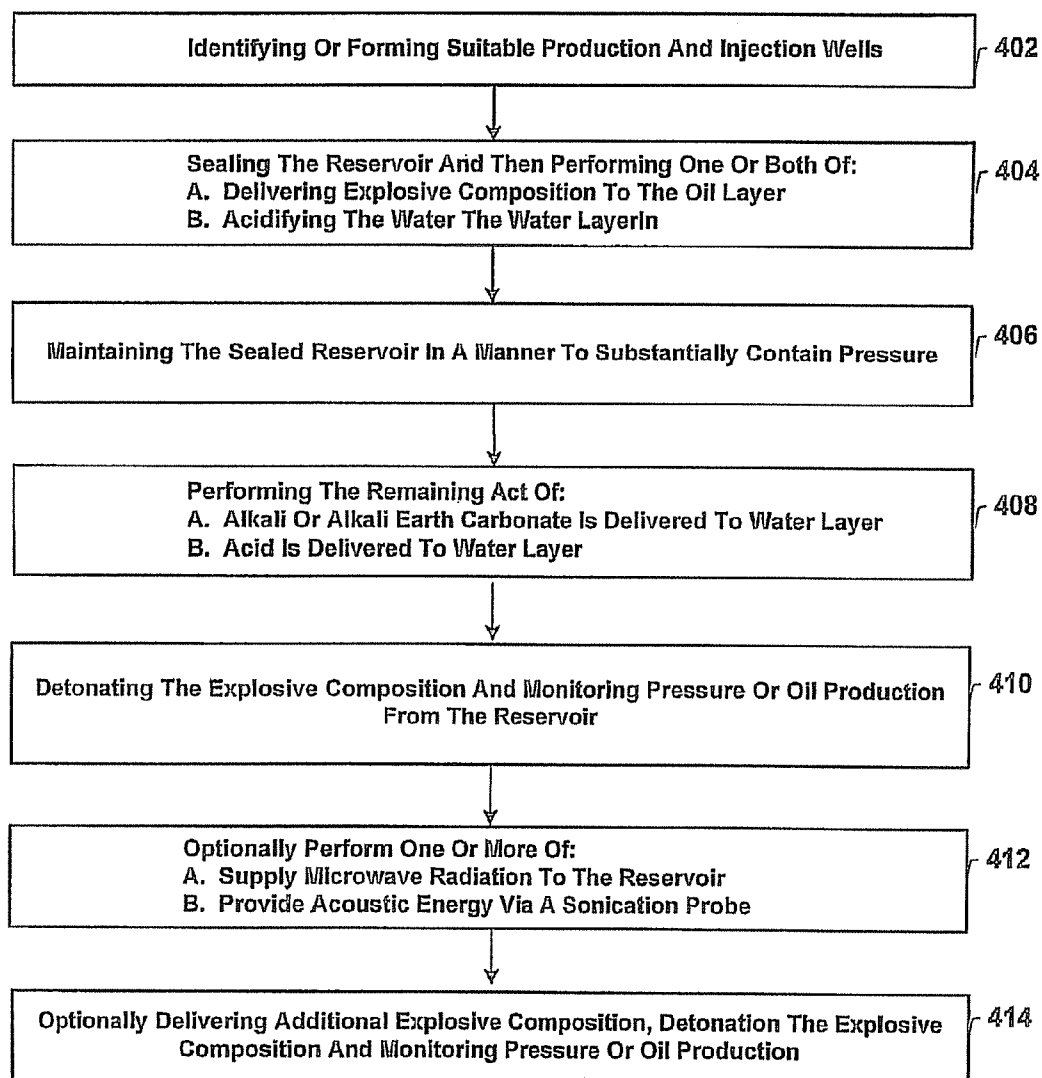 Identifying Or Forming Suitable Production And Injection Wells
402
Sealing The Reservoir And Then Performing One Or Both Of:
A. Delivering Explosive Composition To The Oil Layer
B. Acidifying The Water The Water LayerIn
404
Maintaining The Sealed Reservoir In A Manner To Substantially Contain Pressure
406
Performing The Remaining Act Of:
A. Alkali Or Alkali Earth Carbonate Is Delivered To Water Layer
B. Acid Is Delivered To Water Layer
408
Detonating The Explosive Composition And Monitoring Pressure Or Oil Production
From The Reservoir
410
Optionally Perform One Or More Of:
A. Supply Microwave Radiation To The Reservoir
B. Provide Acoustic Energy Via A Sonication Probe
412
Optionally Delivering Additional Explosive Composition, Detonation The Explosive
Composition And Monitoring Pressure Or Oil Production
414